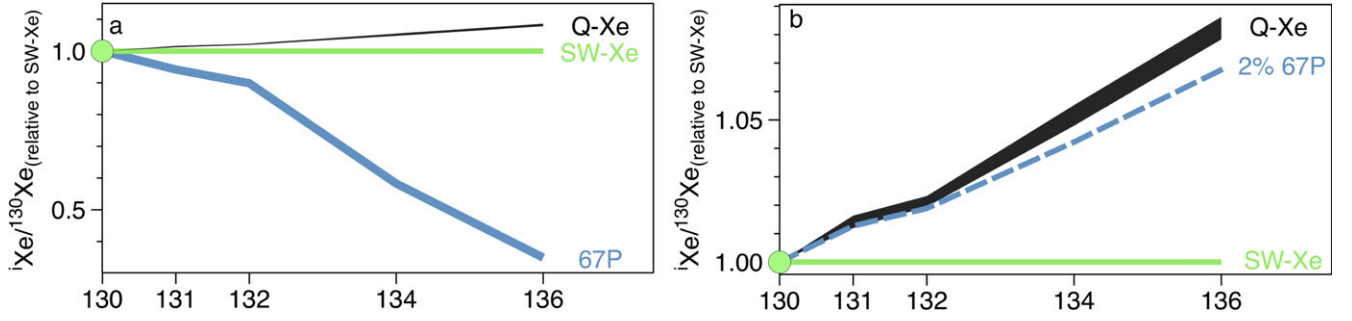 a
Q-Xe
1.0
SW-Xe
0.5
67P
ⁱXe/¹³⁰Xe(relative to SW-Xe)
130 131 132 134 136
b
Q-Xe
2% 67P
1.05
1.00
SW-Xe
ⁱXe/¹³⁰Xe(relative to SW-Xe)
130 131 132 134 136